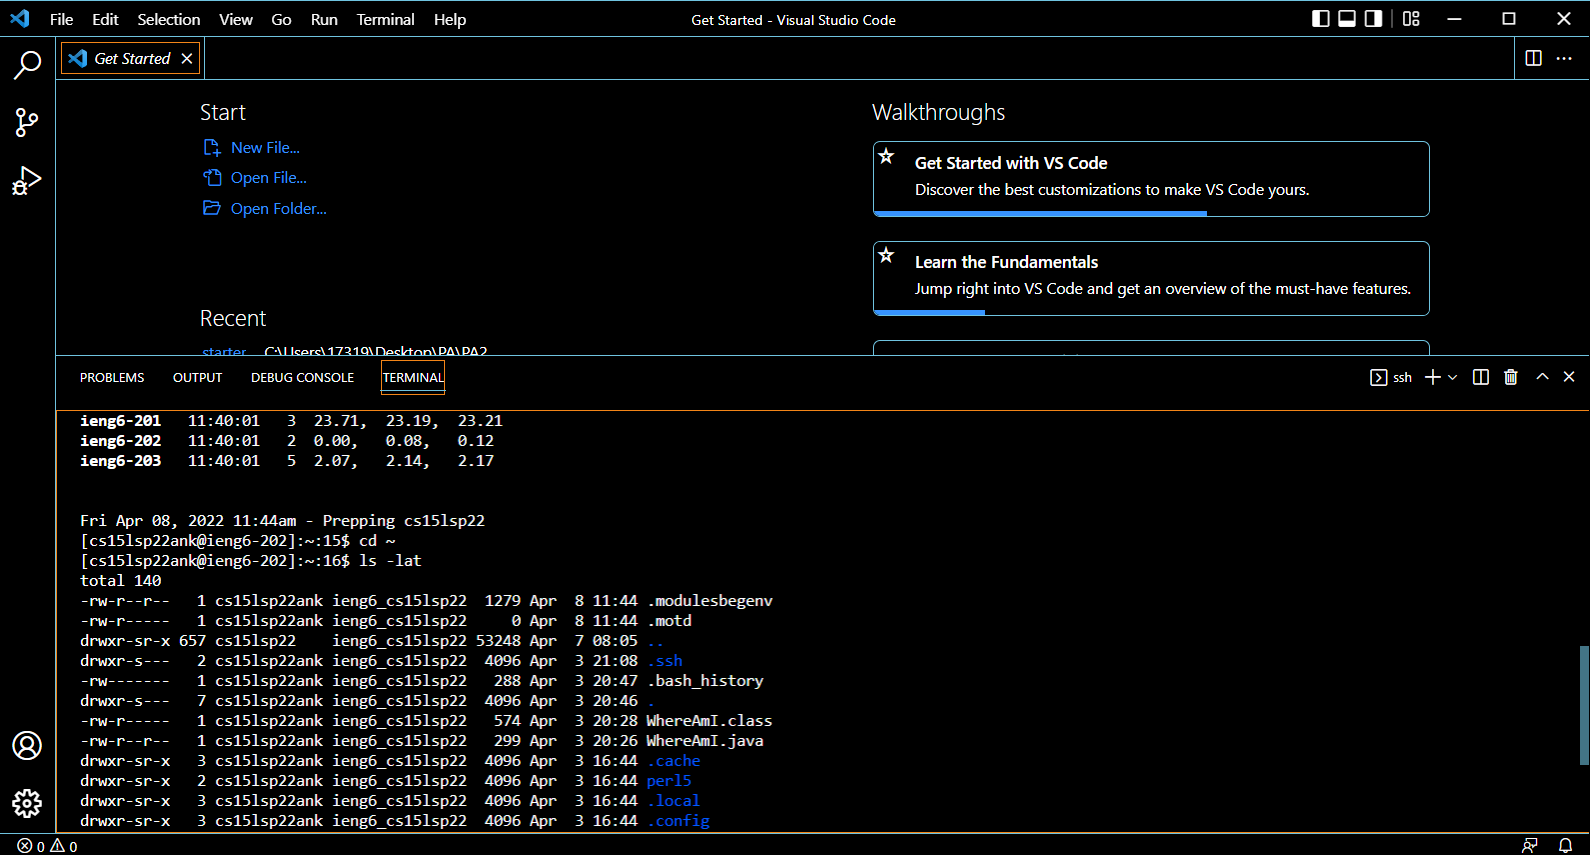 File Edit Selection View Go Run Terminal Help
Get Started - Visual Studio Code
Get Started
Start
New File...
Open File...
Open Folder...
Recent
starter C:\Users\17319\Desktop\PA\PA2
Walkthroughs
Get Started with VS Code
Discover the best customizations to make VS Code yours.
Learn the Fundamentals
Jump right into VS Code and get an overview of the must-have features.
PROBLEMS OUTPUT DEBUG CONSOLE TERMINAL
ssh
ieng6-201 11:40:01 3 23.71, 23.19, 23.21
ieng6-202 11:40:01 2 0.00, 0.08, 0.12
ieng6-203 11:40:01 5 2.07, 2.14, 2.17
Fri Apr 08, 2022 11:44am - Prepping cs15lsp22
[cs15lsp22ank@ieng6-202]:~:15$ cd ~
[cs15lsp22ank@ieng6-202]:~:16$ ls -lat
total 140
-rw-r--r-- 1 cs15lsp22ank ieng6_cs15lsp22 1279 Apr 8 11:44 .modulesbegenv
-rw-r----- 1 cs15lsp22ank ieng6_cs15lsp22 0 Apr 8 11:44 .motd
drwxr-sr-x 657 cs15lsp22 ieng6_cs15lsp22 53248 Apr 7 08:05 ..
drwxr-s--- 2 cs15lsp22ank ieng6_cs15lsp22 4096 Apr 3 21:08 .ssh
-rw------- 1 cs15lsp22ank ieng6_cs15lsp22 288 Apr 3 20:47 .bash_history
drwxr-s--- 7 cs15lsp22ank ieng6_cs15lsp22 4096 Apr 3 20:46 .
-rw-r----- 1 cs15lsp22ank ieng6_cs15lsp22 574 Apr 3 20:28 WhereAmI.class
-rw-r--r-- 1 cs15lsp22ank ieng6_cs15lsp22 299 Apr 3 20:26 WhereAmI.java
drwxr-sr-x 3 cs15lsp22ank ieng6_cs15lsp22 4096 Apr 3 16:44 .cache
drwxr-sr-x 2 cs15lsp22ank ieng6_cs15lsp22 4096 Apr 3 16:44 perl5
drwxr-sr-x 3 cs15lsp22ank ieng6_cs15lsp22 4096 Apr 3 16:44 .local
drwxr-sr-x 3 cs15lsp22ank ieng6_cs15lsp22 4096 Apr 3 16:44 .config
0 0